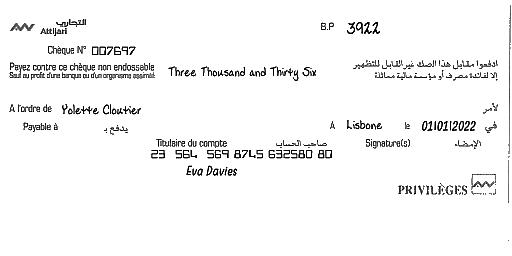 التجاري
Attijari
B.P 3922
Chèque N° 007697
Payez contre ce chèque non endossable
Sauf au profit d'une banque ou d'un organisme assimilé
Three Thousand and Thirty Six
ادفعوا مقابل هذا الصك غير القابل للتظهير
إلا لفائدة مصرف أو مؤسسة مالية مماثلة
A l'ordre de Yolette Cloutier لأمر
Payable à يدفع بـ A Lisbone le 01/01/2022 في
Titulaire du compte صاحب الحساب Signature(s) الإمضاء
23 564 569 8745 632580 80
Eva Davies
PRIVILÈGES